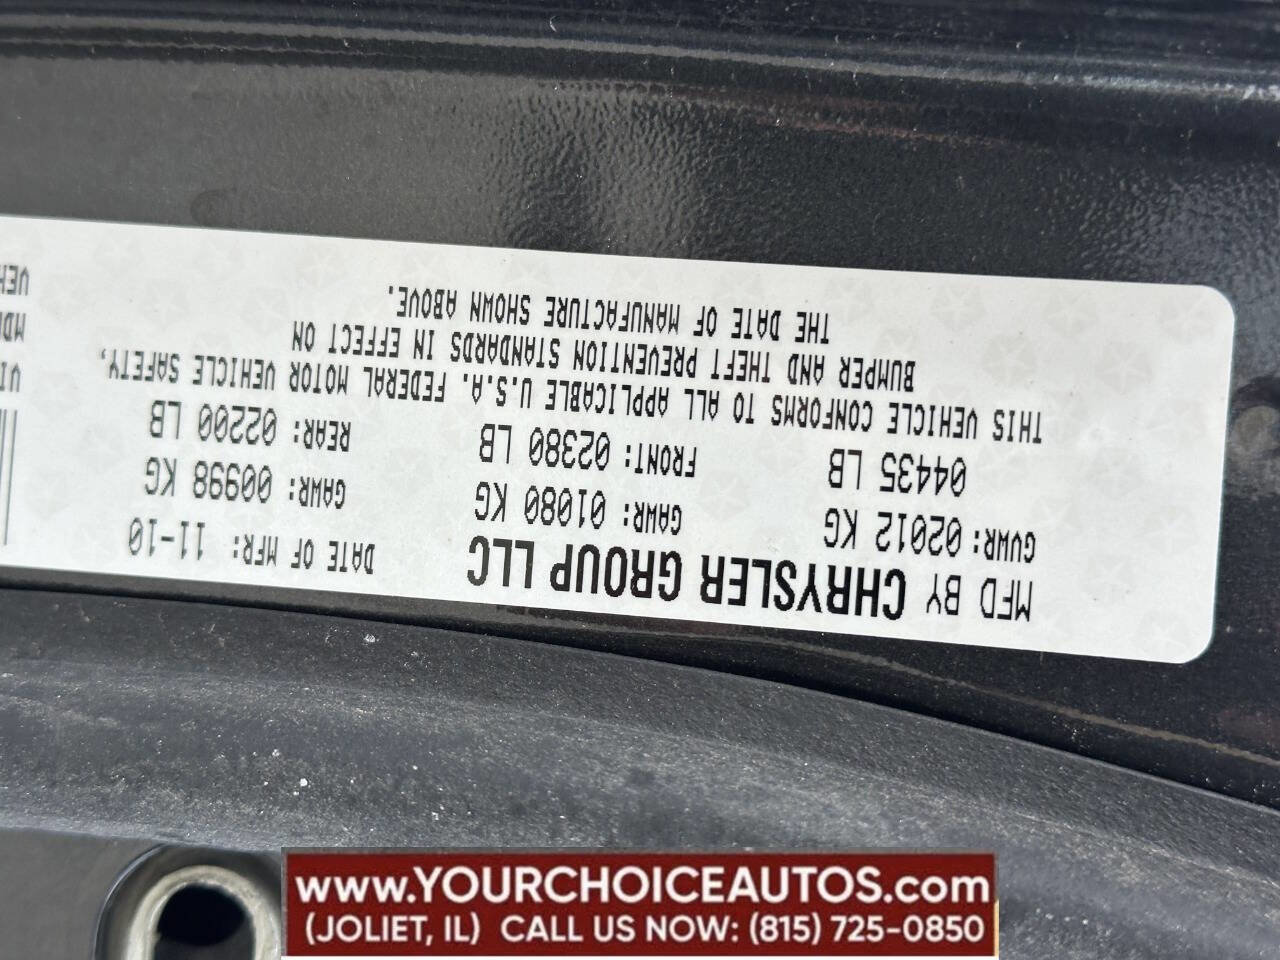 MFD BY CHRYSLER GROUP LLC DATE OF MFR: 11-10
GVWR: 02012 KG GAWR: 01080 KG GAWR: 00998 KG
04435 LB FRONT: 02380 LB REAR: 02200 LB
THIS VEHICLE CONFORMS TO ALL APPLICABLE U.S.A. FEDERAL MOTOR VEHICLE SAFETY,
BUMPER AND THEFT PREVENTION STANDARDS IN EFFECT ON
THE DATE OF MANUFACTURE SHOWN ABOVE.
www.YOURCHOICEAUTOS.com
(JOLIET, IL) CALL US NOW: (815) 725-0850